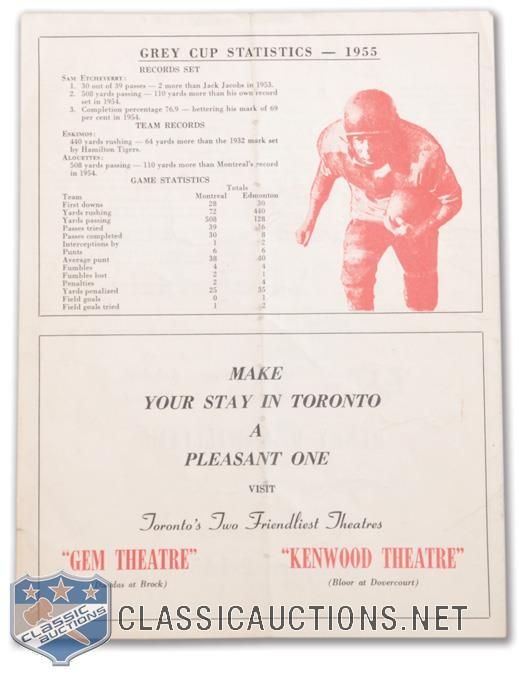 GREY CUP STATISTICS — 1955
RECORDS SET
SAM ETCHEVERRY:
1. 30 out of 39 passes — 2 more than Jack Jacobs in 1953.
2. 508 yards passing — 110 yards more than his own record
set in 1954.
3. Completion percentage 76.9 — bettering his mark of 69
per cent in 1954.
TEAM RECORDS
ESKIMOS:
440 yards rushing — 64 yards more than the 1932 mark set
by Hamilton Tigers.
ALOUETTES:
508 yards passing — 110 yards more than Montreal's record
in 1954.
GAME STATISTICS
Totals
Team Montreal Edmonton
First downs 28 30
Yards rushing 72 440
Yards passing 508 128
Passes tried 39 16
Passes completed 30 8
Interceptions by 1 2
Punts 6 6
Average punt 38 40
Fumbles 4 4
Fumbles lost 2 1
Penalties 2 4
Yards penalized 25 35
Field goals 0 1
Field goals tried 1 2
MAKE
YOUR STAY IN TORONTO
A
PLEASANT ONE
VISIT
Toronto's Two Friendliest Theatres
"GEM THEATRE" "KENWOOD THEATRE"
at Brock) (Bloor at Dovercourt)
CLASSIC
AUCTIONS
CLASSICAUCTIONS.NET